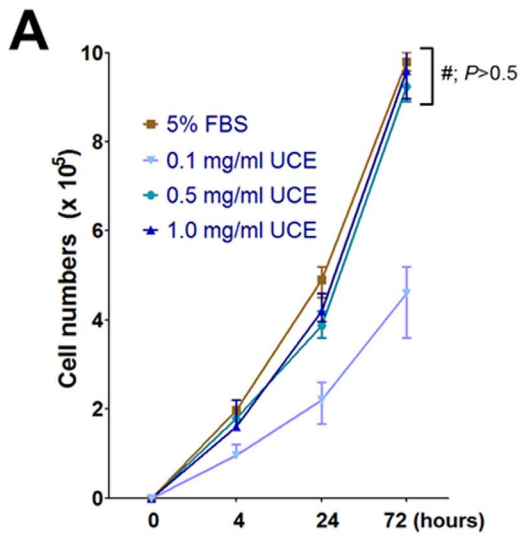 A
10
#; P>0.5
5% FBS
8
0.1 mg/ml UCE
0.5 mg/ml UCE
6
1.0 mg/ml UCE
Cell numbers (x 10⁵)
4
2
0
0 4 24 72 (hours)